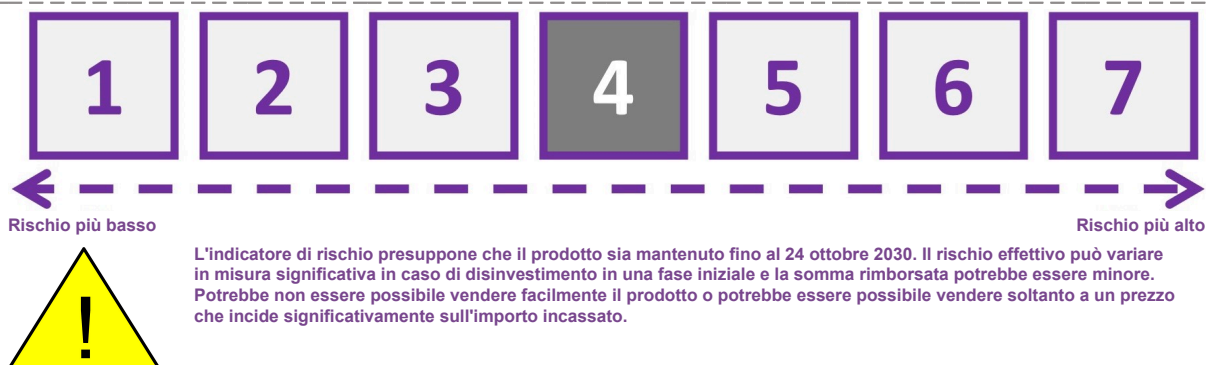 1 2 3 4 5 6 7
Rischio più basso Rischio più alto
L'indicatore di rischio presuppone che il prodotto sia mantenuto fino al 24 ottobre 2030. Il rischio effettivo può variare
in misura significativa in caso di disinvestimento in una fase iniziale e la somma rimborsata potrebbe essere minore.
Potrebbe non essere possibile vendere facilmente il prodotto o potrebbe essere possibile vendere soltanto a un prezzo
che incide significativamente sull'importo incassato.
!